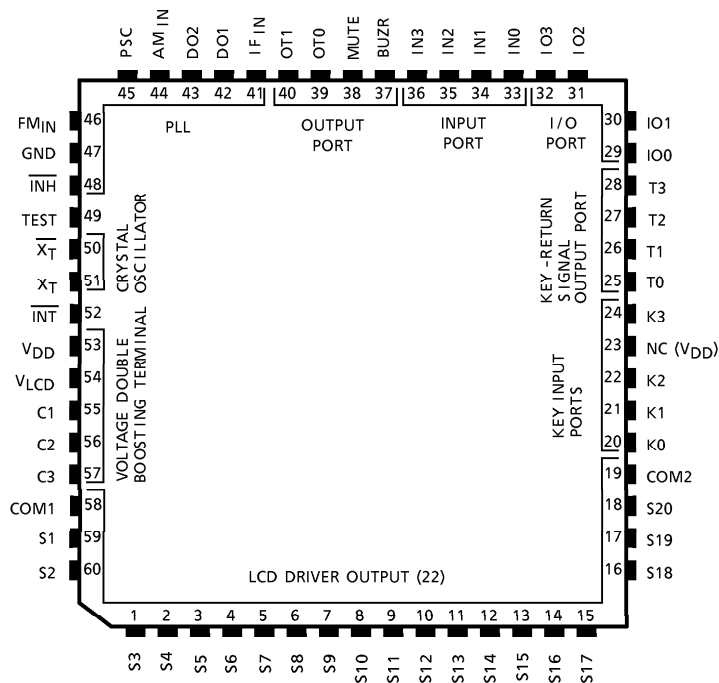 PSC AMIN DO2 DO1 IFIN OT1 OT0 MUTE BUZR IN3 IN2 IN1 IN0 IO3 IO2
45 44 43 42 41 40 39 38 37 36 35 34 33 32 31
PLL
OUTPUT
PORT
INPUT
PORT
I/O
PORT
FMIN 46
GND 47
INH 48
TEST 49
XT 50
XT 51
INT 52
VDD 53
VLCD 54
C1 55
C2 56
C3 57
COM1 58
S1 59
S2 60
CRYSTAL
OSCILLATOR
VOLTAGE DOUBLE
BOOSTING TERMINAL
KEY-RETURN
SIGNAL
OUTPUT PORT
KEY INPUT
PORTS
30 IO1
29 IO0
28 T3
27 T2
26 T1
25 T0
24 K3
23 NC (VDD)
22 K2
21 K1
20 K0
19 COM2
18 S20
17 S19
16 S18
LCD DRIVER OUTPUT (22)
1 2 3 4 5 6 7 8 9 10 11 12 13 14 15
S3 S4 S5 S6 S7 S8 S9 S10 S11 S12 S13 S14 S15 S16 S17